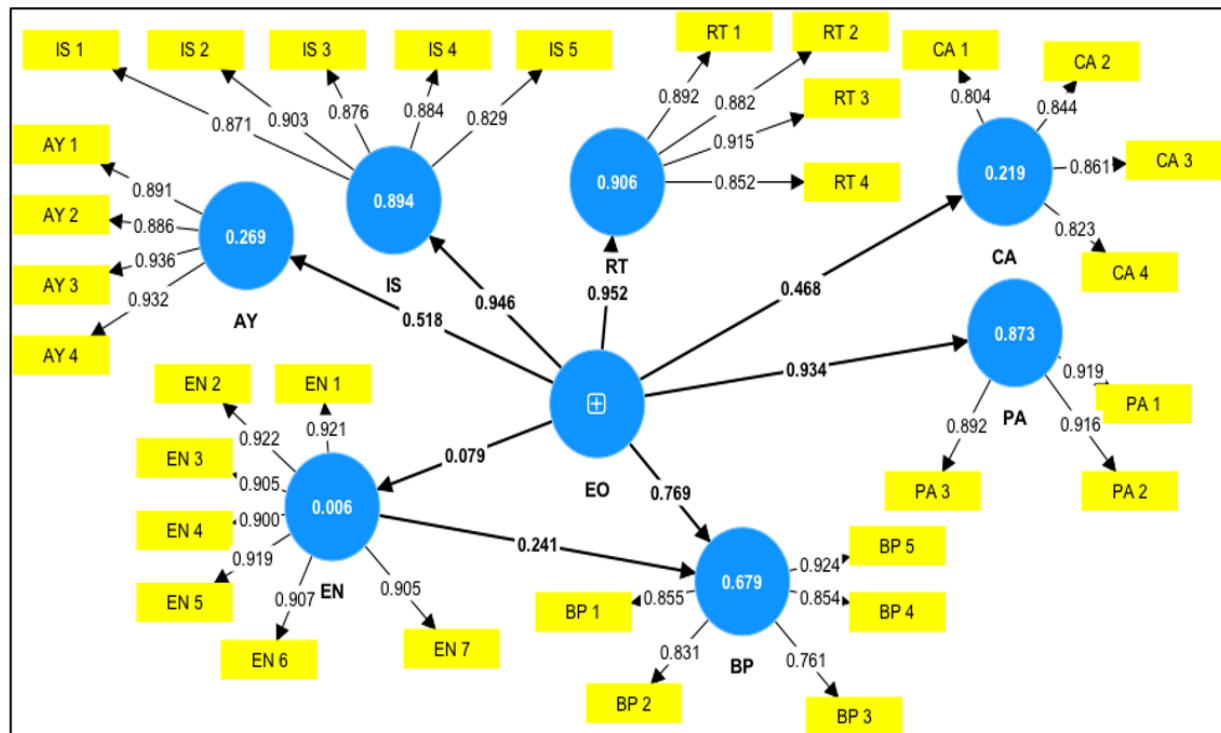 IS 1
IS 2
IS 3
IS 4
IS 5
0.871
0.903
0.876
0.884
0.829
0.894
IS
RT 1
RT 2
RT 3
RT 4
0.892
0.882
0.915
0.852
0.906
RT
CA 1
CA 2
CA 3
CA 4
0.804
0.844
0.861
0.823
0.219
CA
AY 1
AY 2
AY 3
AY 4
0.891
0.886
0.936
0.932
0.269
AY
0.518
0.946
0.952
0.468
0.934
0.079
0.769
EO
0.873
PA
0.919
0.916
0.892
PA 1
PA 2
PA 3
EN 2
EN 1
EN 3
EN 4
EN 5
EN 6
EN 7
0.922
0.921
0.905
0.900
0.919
0.907
0.905
0.006
EN
0.241
0.679
BP
BP 5
BP 4
BP 1
BP 2
BP 3
0.924
0.854
0.855
0.831
0.761